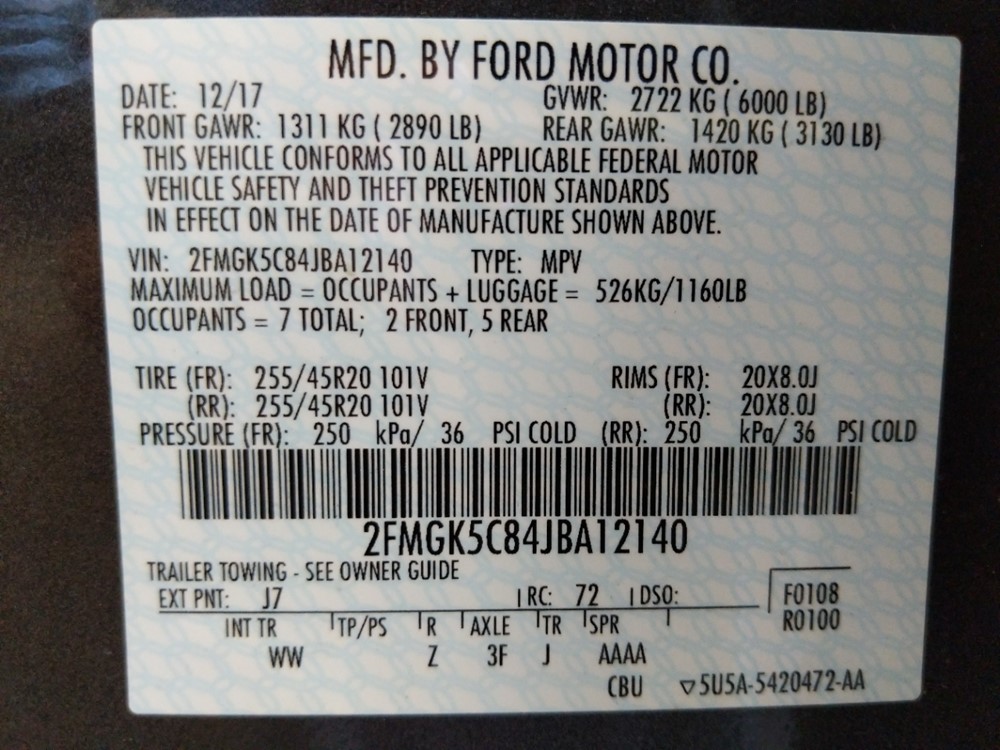 MFD. BY FORD MOTOR CO.
DATE: 12/17 GVWR: 2722 KG ( 6000 LB)
FRONT GAWR: 1311 KG ( 2890 LB) REAR GAWR: 1420 KG ( 3130 LB)
THIS VEHICLE CONFORMS TO ALL APPLICABLE FEDERAL MOTOR
VEHICLE SAFETY AND THEFT PREVENTION STANDARDS
IN EFFECT ON THE DATE OF MANUFACTURE SHOWN ABOVE.
VIN: 2FMGK5C84JBA12140 TYPE: MPV
MAXIMUM LOAD = OCCUPANTS + LUGGAGE = 526KG/1160LB
OCCUPANTS = 7 TOTAL; 2 FRONT, 5 REAR
TIRE (FR): 255/45R20 101V RIMS (FR): 20X8.0J
(RR): 255/45R20 101V (RR): 20X8.0J
PRESSURE (FR): 250 kPa/ 36 PSI COLD (RR): 250 kPa/ 36 PSI COLD
2FMGK5C84JBA12140
TRAILER TOWING - SEE OWNER GUIDE
EXT PNT: J7 RC: 72 DSO: F0108
INT TR TP/PS R AXLE TR SPR R0100
WW Z 3F J AAAA
CBU ▽5U5A-5420472-AA